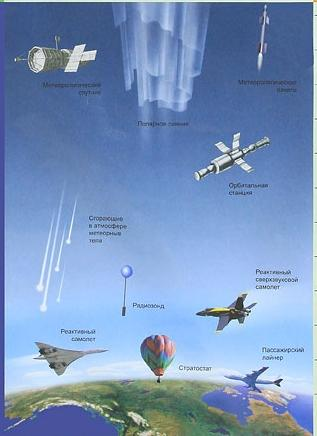 Метеорологический
спутник
Метеорологическая
ракета
Полярное сияние
Орбитальная
станция
Сгорающие
в атмосфере
метеорные
тела
Реактивный
сверхзвуковой
самолет
Радиозонд
Реактивный
самолет
Стратостат
Пассажирский
лайнер